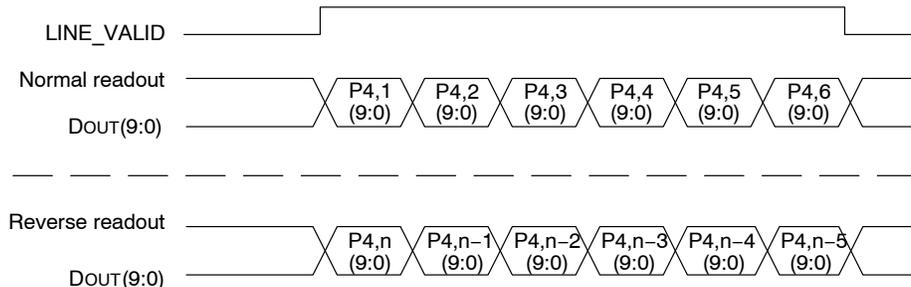 LINE_VALID
Normal readout
P4,1 P4,2 P4,3 P4,4 P4,5 P4,6
(9:0) (9:0) (9:0) (9:0) (9:0) (9:0)
DOUT(9:0)
Reverse readout
P4,n P4,n−1 P4,n−2 P4,n−3 P4,n−4 P4,n−5
(9:0) (9:0) (9:0) (9:0) (9:0) (9:0)
DOUT(9:0)